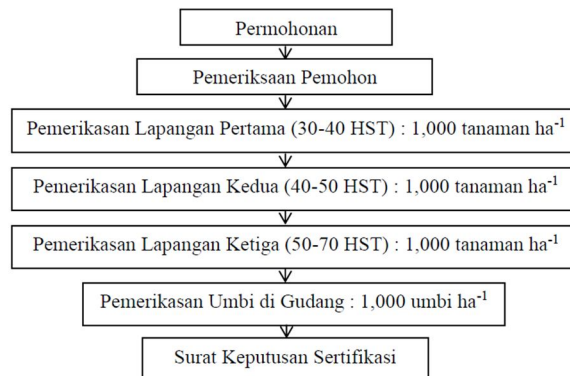 Permohonan
Pemeriksaan Pemohon
Pemerikasan Lapangan Pertama (30-40 HST) : 1,000 tanaman ha⁻¹
Pemerikasan Lapangan Kedua (40-50 HST) : 1,000 tanaman ha⁻¹
Pemerikasan Lapangan Ketiga (50-70 HST) : 1,000 tanaman ha⁻¹
Pemerikasan Umbi di Gudang : 1,000 umbi ha⁻¹
Surat Keputusan Sertifikasi